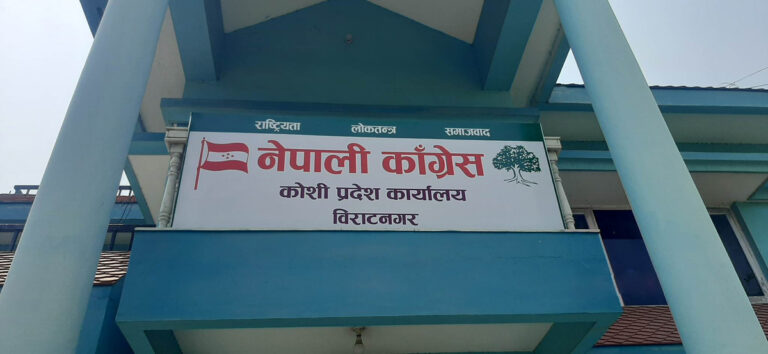 राष्ट्रियता लोकतन्त्र समाजवाद
नेपाली काँग्रेस
कोशी प्रदेश कार्यालय
विराटनगर